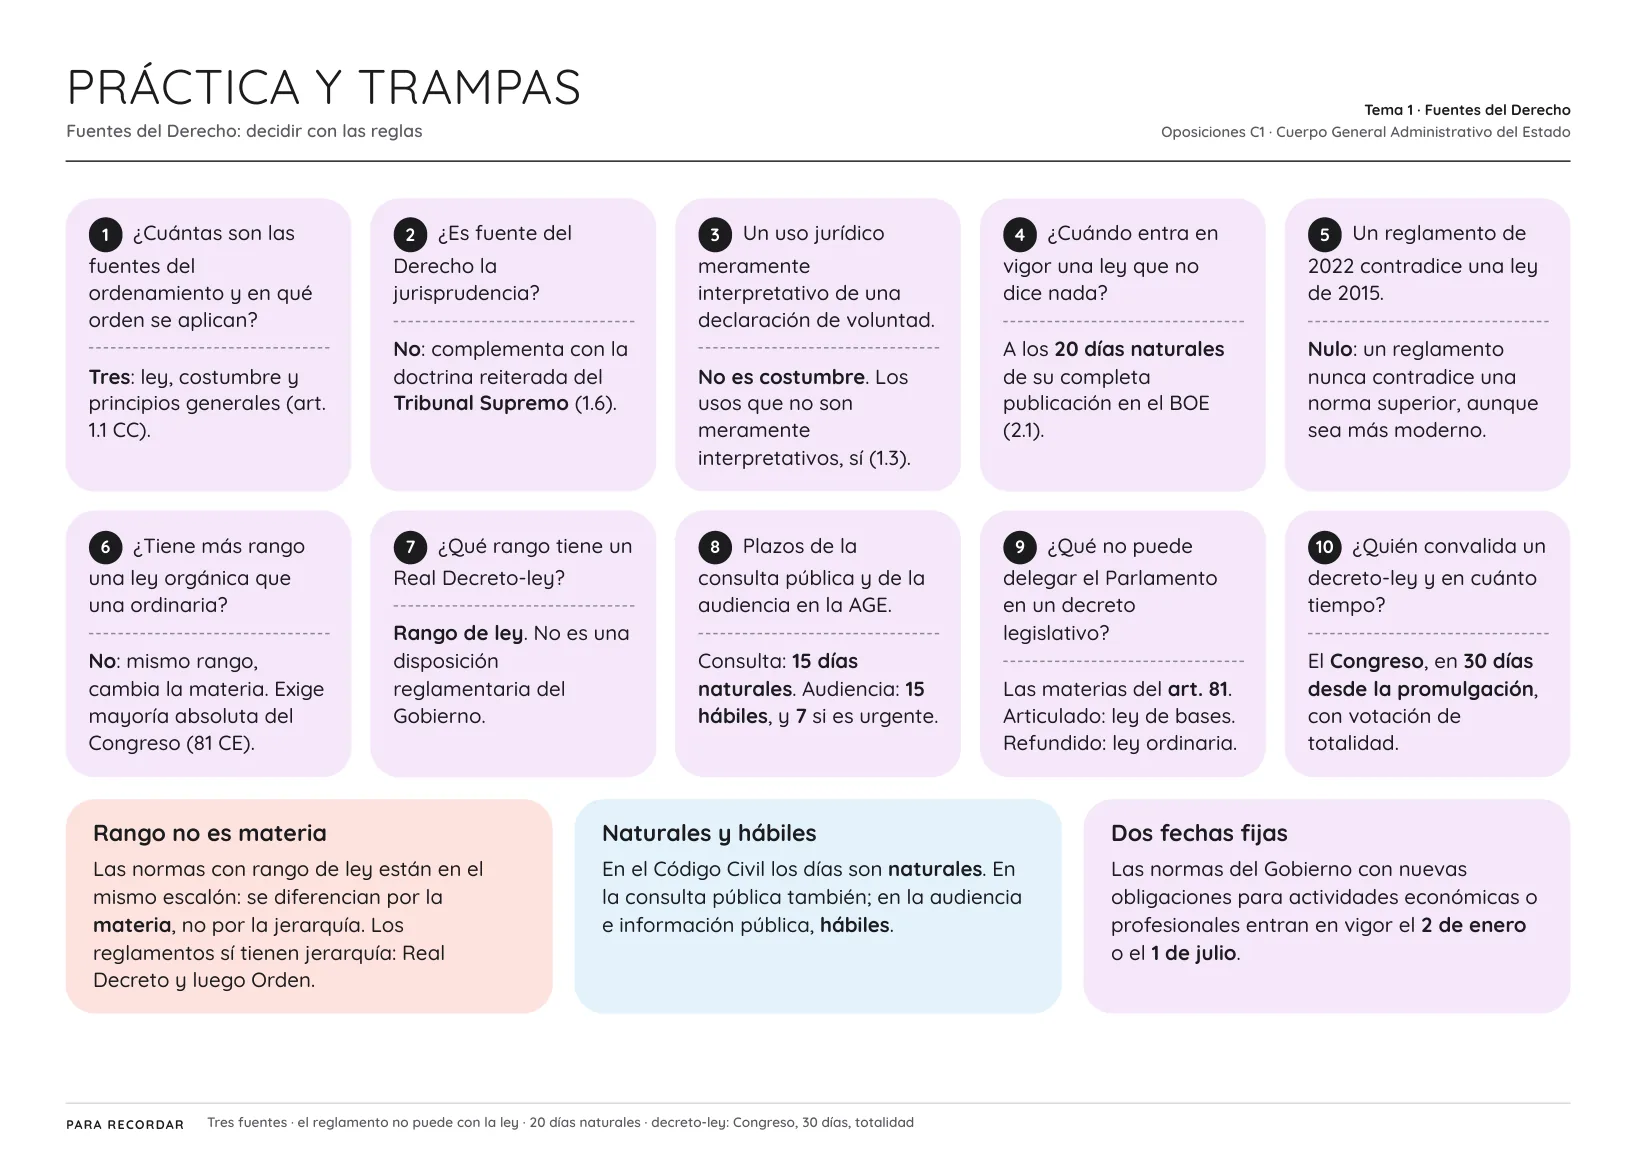 PRÁCTICA Y TRAMPAS
Fuentes del Derecho: decidir con las reglas
Tema 1 · Fuentes del Derecho
Oposiciones C1 · Cuerpo General Administrativo del Estado
1 ¿Cuántas son las
fuentes del
ordenamiento y en qué
orden se aplican?
Tres: ley, costumbre y
principios generales (art.
1.1 CC).
2 ¿Es fuente del
Derecho la
jurisprudencia?
No: complementa con la
doctrina reiterada del
Tribunal Supremo (1.6).
3 Un uso jurídico
meramente
interpretativo de una
declaración de voluntad.
No es costumbre. Los
usos que no son
meramente
interpretativos, sí (1.3).
4 ¿Cuándo entra en
vigor una ley que no
dice nada?
A los 20 días naturales
de su completa
publicación en el BOE
(2.1).
5 Un reglamento de
2022 contradice una ley
de 2015.
Nulo: un reglamento
nunca contradice una
norma superior, aunque
sea más moderno.
6 ¿Tiene más rango
una ley orgánica que
una ordinaria?
No: mismo rango,
cambia la materia. Exige
mayoría absoluta del
Congreso (81 CE).
7 ¿Qué rango tiene un
Real Decreto-ley?
Rango de ley. No es una
disposición
reglamentaria del
Gobierno.
8 Plazos de la
consulta pública y de la
audiencia en la AGE.
Consulta: 15 días
naturales. Audiencia: 15
hábiles, y 7 si es urgente.
9 ¿Qué no puede
delegar el Parlamento
en un decreto
legislativo?
Las materias del art. 81.
Articulado: ley de bases.
Refundido: ley ordinaria.
10 ¿Quién convalida un
decreto-ley y en cuánto
tiempo?
El Congreso, en 30 días
desde la promulgación,
con votación de
totalidad.
Rango no es materia
Las normas con rango de ley están en el
mismo escalón: se diferencian por la
materia, no por la jerarquía. Los
reglamentos sí tienen jerarquía: Real
Decreto y luego Orden.
Naturales y hábiles
En el Código Civil los días son naturales. En
la consulta pública también; en la audiencia
e información pública, hábiles.
Dos fechas fijas
Las normas del Gobierno con nuevas
obligaciones para actividades económicas o
profesionales entran en vigor el 2 de enero
o el 1 de julio.
PARA RECORDAR Tres fuentes · el reglamento no puede con la ley · 20 días naturales · decreto-ley: Congreso, 30 días, totalidad